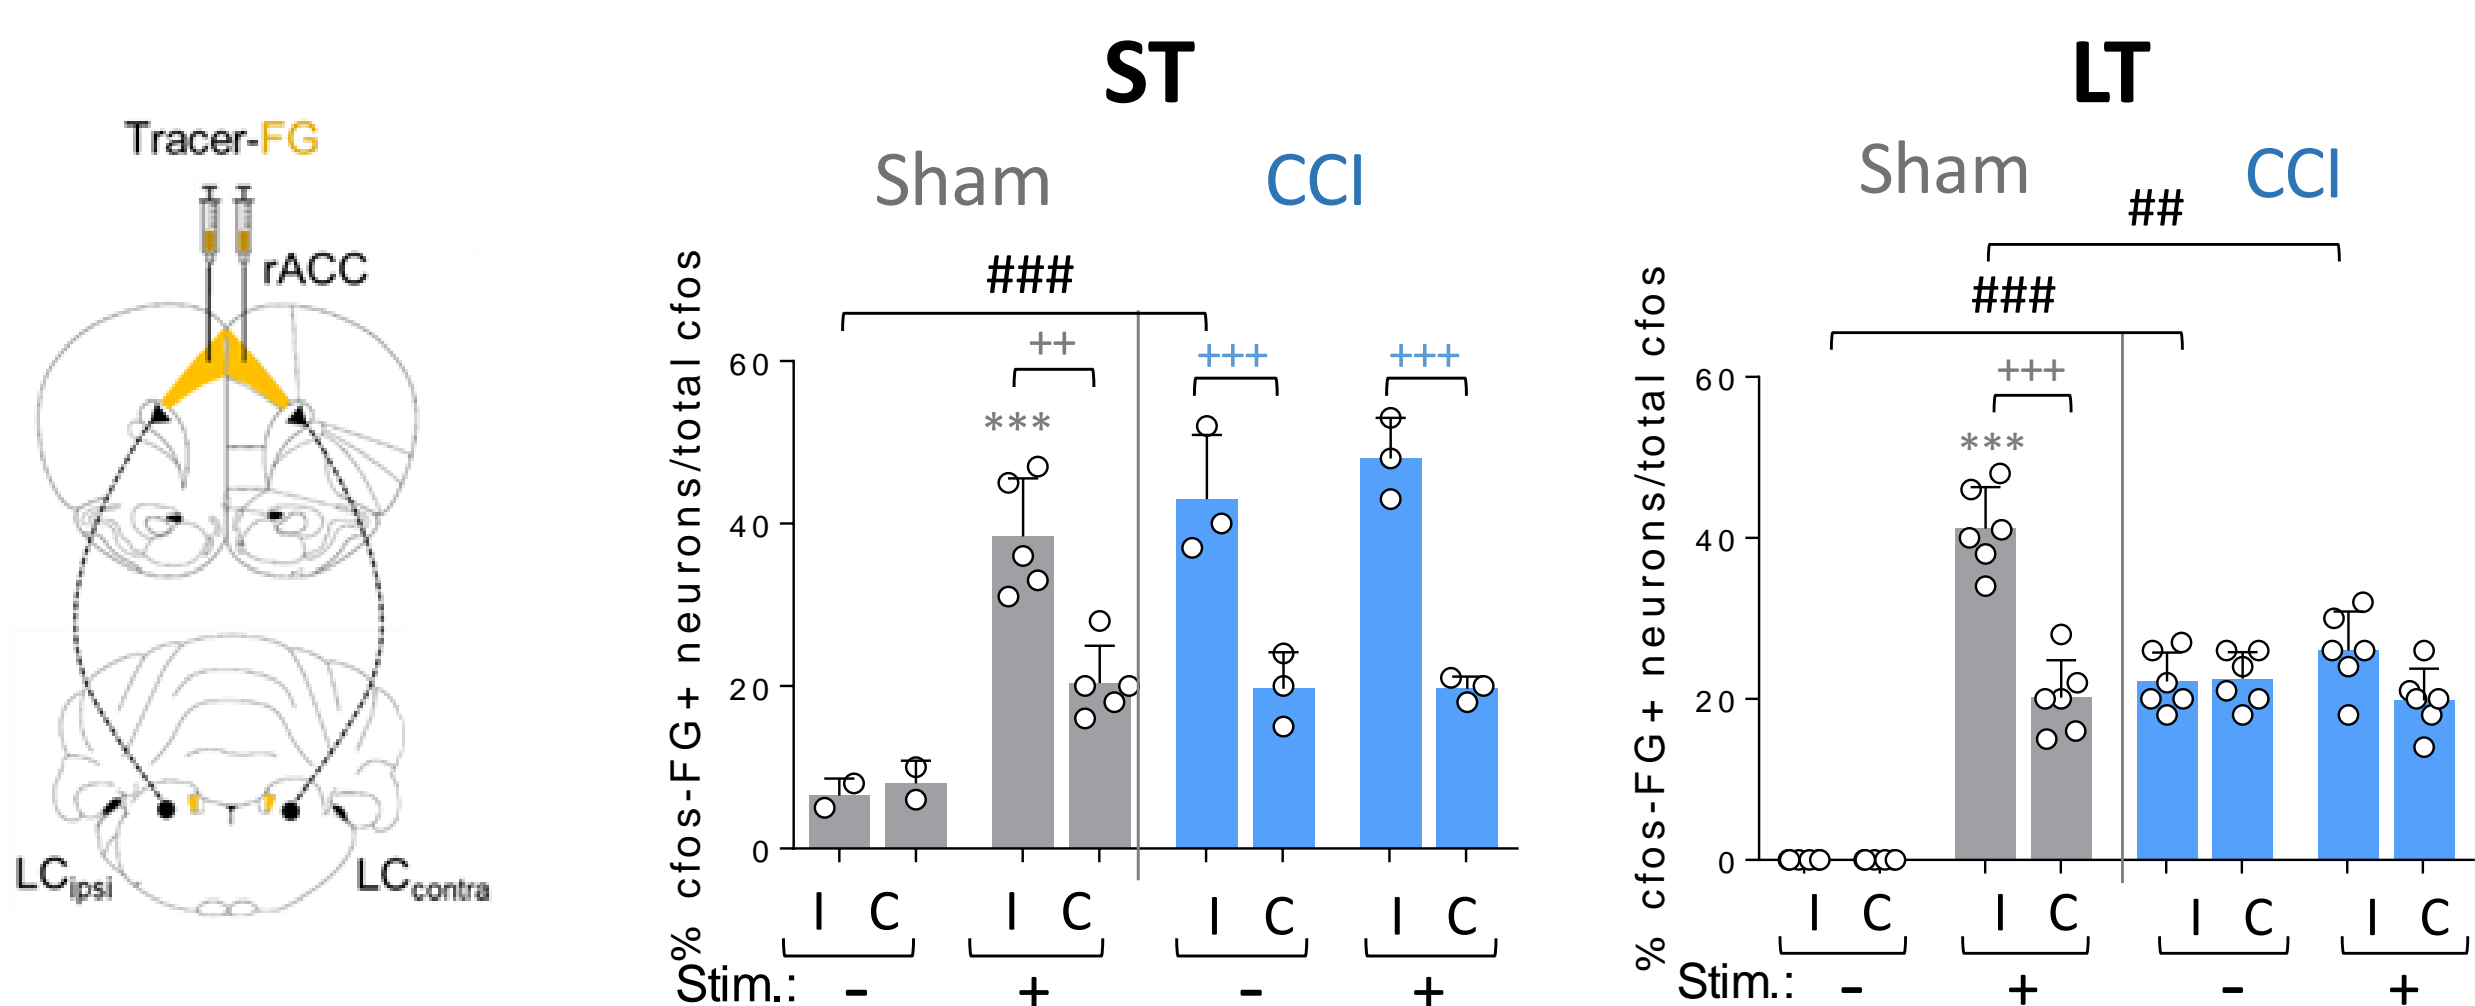 Tracer-FG
rACC
LCipsi
LCcontra
ST
Sham
CCI
###
++
+++
+++
***
% cfos-FG+ neurons/total cfos
60
40
20
0
I C I C I C I C
Stim.: - + - +
LT
Sham
CCI
##
###
+++
***
% cfos-FG+ neurons/total cfos
60
40
20
0
I C I C I C I C
Stim.: - + - +